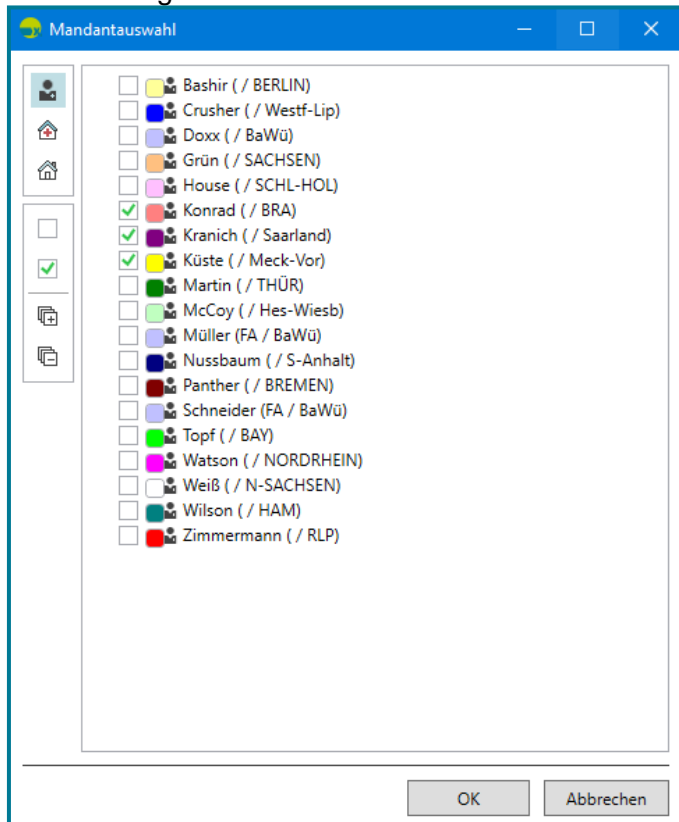 Mandantauswahl
Bashir ( / BERLIN)
Crusher ( / Westf-Lip)
Doxx ( / BaWü)
Grün ( / SACHSEN)
House ( / SCHL-HOL)
Konrad ( / BRA)
Kranich ( / Saarland)
Küste ( / Meck-Vor)
Martin ( / THÜR)
McCoy ( / Hes-Wiesb)
Müller (FA / BaWü)
Nussbaum ( / S-Anhalt)
Panther ( / BREMEN)
Schneider (FA / BaWü)
Topf ( / BAY)
Watson ( / NORDRHEIN)
Weiß ( / N-SACHSEN)
Wilson ( / HAM)
Zimmermann ( / RLP)
OK Abbrechen